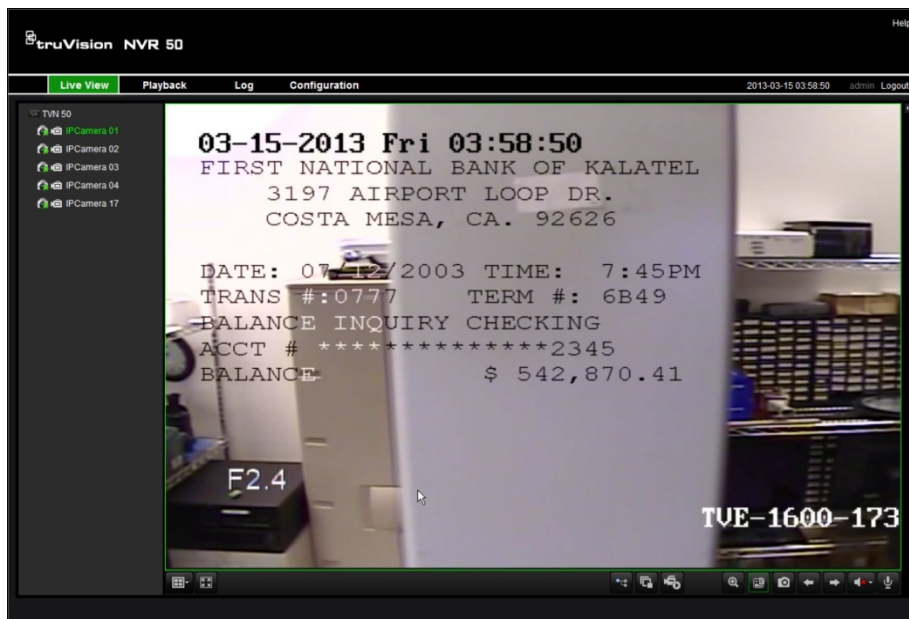 Help
truVision NVR 50
Live View Playback Log Configuration 2013-03-15 03:58:50 admin Logout
TVN 50
IPCamera 01
IPCamera 02
IPCamera 03
IPCamera 04
IPCamera 17
03-15-2013 Fri 03:58:50
FIRST NATIONAL BANK OF KALATEL
3197 AIRPORT LOOP DR.
COSTA MESA, CA. 92626
DATE: 07/12/2003 TIME: 7:45PM
TRANS #:0777 TERM #: 6B49
BALANCE INQUIRY CHECKING
ACCT # **************2345
BALANCE $ 542,870.41
F2.4
TVE-1600-173